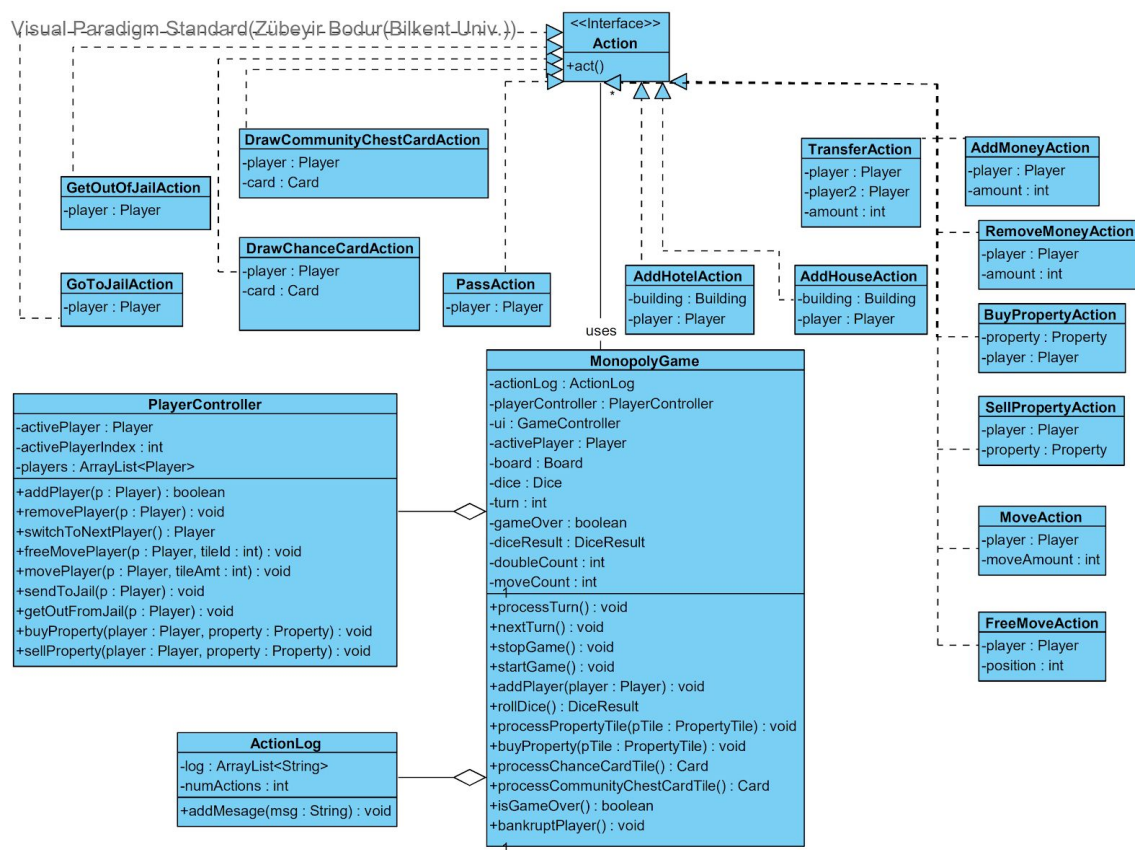 Visual Paradigm Standard(Zübeyir Bodur(Bilkent Univ.))
<<Interface>>
Action
+act()
*
DrawCommunityChestCardAction
-player : Player
-card : Card
GetOutOfJailAction
-player : Player
DrawChanceCardAction
-player : Player
-card : Card
GoToJailAction
-player : Player
PassAction
-player : Player
TransferAction
-player : Player
-player2 : Player
-amount : int
AddMoneyAction
-player : Player
-amount : int
RemoveMoneyAction
-player : Player
-amount : int
AddHotelAction
-building : Building
-player : Player
AddHouseAction
-building : Building
-player : Player
BuyPropertyAction
-property : Property
-player : Player
SellPropertyAction
-player : Player
-property : Property
MoveAction
-player : Player
-moveAmount : int
FreeMoveAction
-player : Player
-position : int
uses
MonopolyGame
-actionLog : ActionLog
-playerController : PlayerController
-ui : GameController
-activePlayer : Player
-board : Board
-dice : Dice
-turn : int
-gameOver : boolean
-diceResult : DiceResult
-doubleCount : int
-moveCount : int
1
+processTurn() : void
+nextTurn() : void
+stopGame() : void
+startGame() : void
+addPlayer(player : Player) : void
+rollDice() : DiceResult
+processPropertyTile(pTile : PropertyTile) : void
+buyProperty(pTile : PropertyTile) : void
+processChanceCardTile() : Card
+processCommunityChestCardTile() : Card
+isGameOver() : boolean
+bankruptPlayer() : void
1
PlayerController
-activePlayer : Player
-activePlayerIndex : int
-players : ArrayList<Player>
+addPlayer(p : Player) : boolean
+removePlayer(p : Player) : void
+switchToNextPlayer() : Player
+freeMovePlayer(p : Player, tileId : int) : void
+movePlayer(p : Player, tileAmt : int) : void
+sendToJail(p : Player) : void
+getOutFromJail(p : Player) : void
+buyProperty(player : Player, property : Property) : void
+sellProperty(player : Player, property : Property) : void
ActionLog
-log : ArrayList<String>
-numActions : int
+addMesage(msg : String) : void